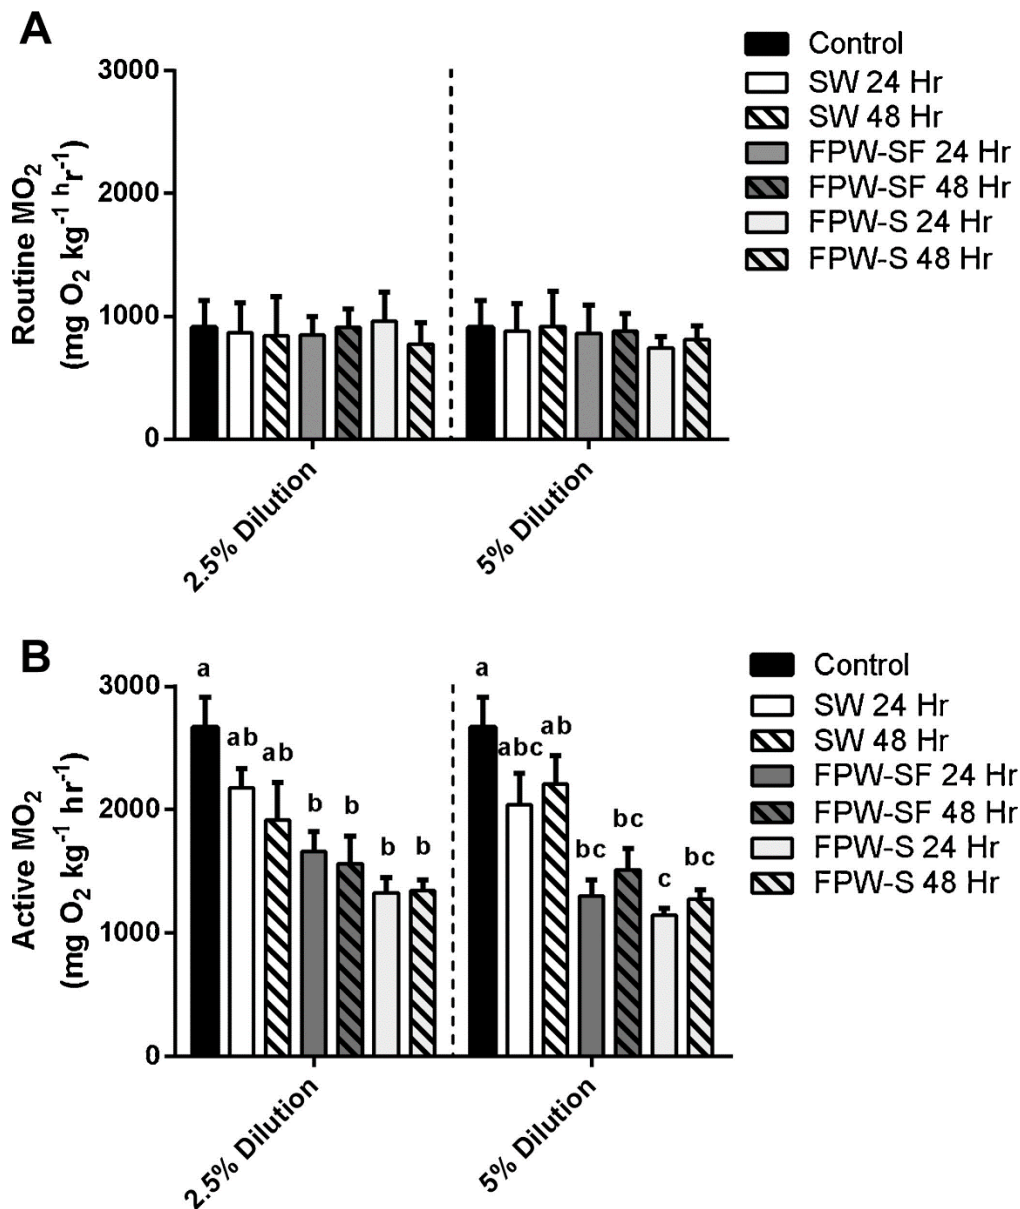 A
3000
2000
1000
0
Routine MO₂
(mg O₂ kg⁻¹ ʰr⁻¹)
2.5% Dilution
5% Dilution
Control
SW 24 Hr
SW 48 Hr
FPW-SF 24 Hr
FPW-SF 48 Hr
FPW-S 24 Hr
FPW-S 48 Hr
B
3000
2000
1000
0
Active MO₂
(mg O₂ kg⁻¹ hr⁻¹)
a
ab
ab
b
b
b
b
a
abc
ab
bc
bc
c
bc
2.5% Dilution
5% Dilution
Control
SW 24 Hr
SW 48 Hr
FPW-SF 24 Hr
FPW-SF 48 Hr
FPW-S 24 Hr
FPW-S 48 Hr